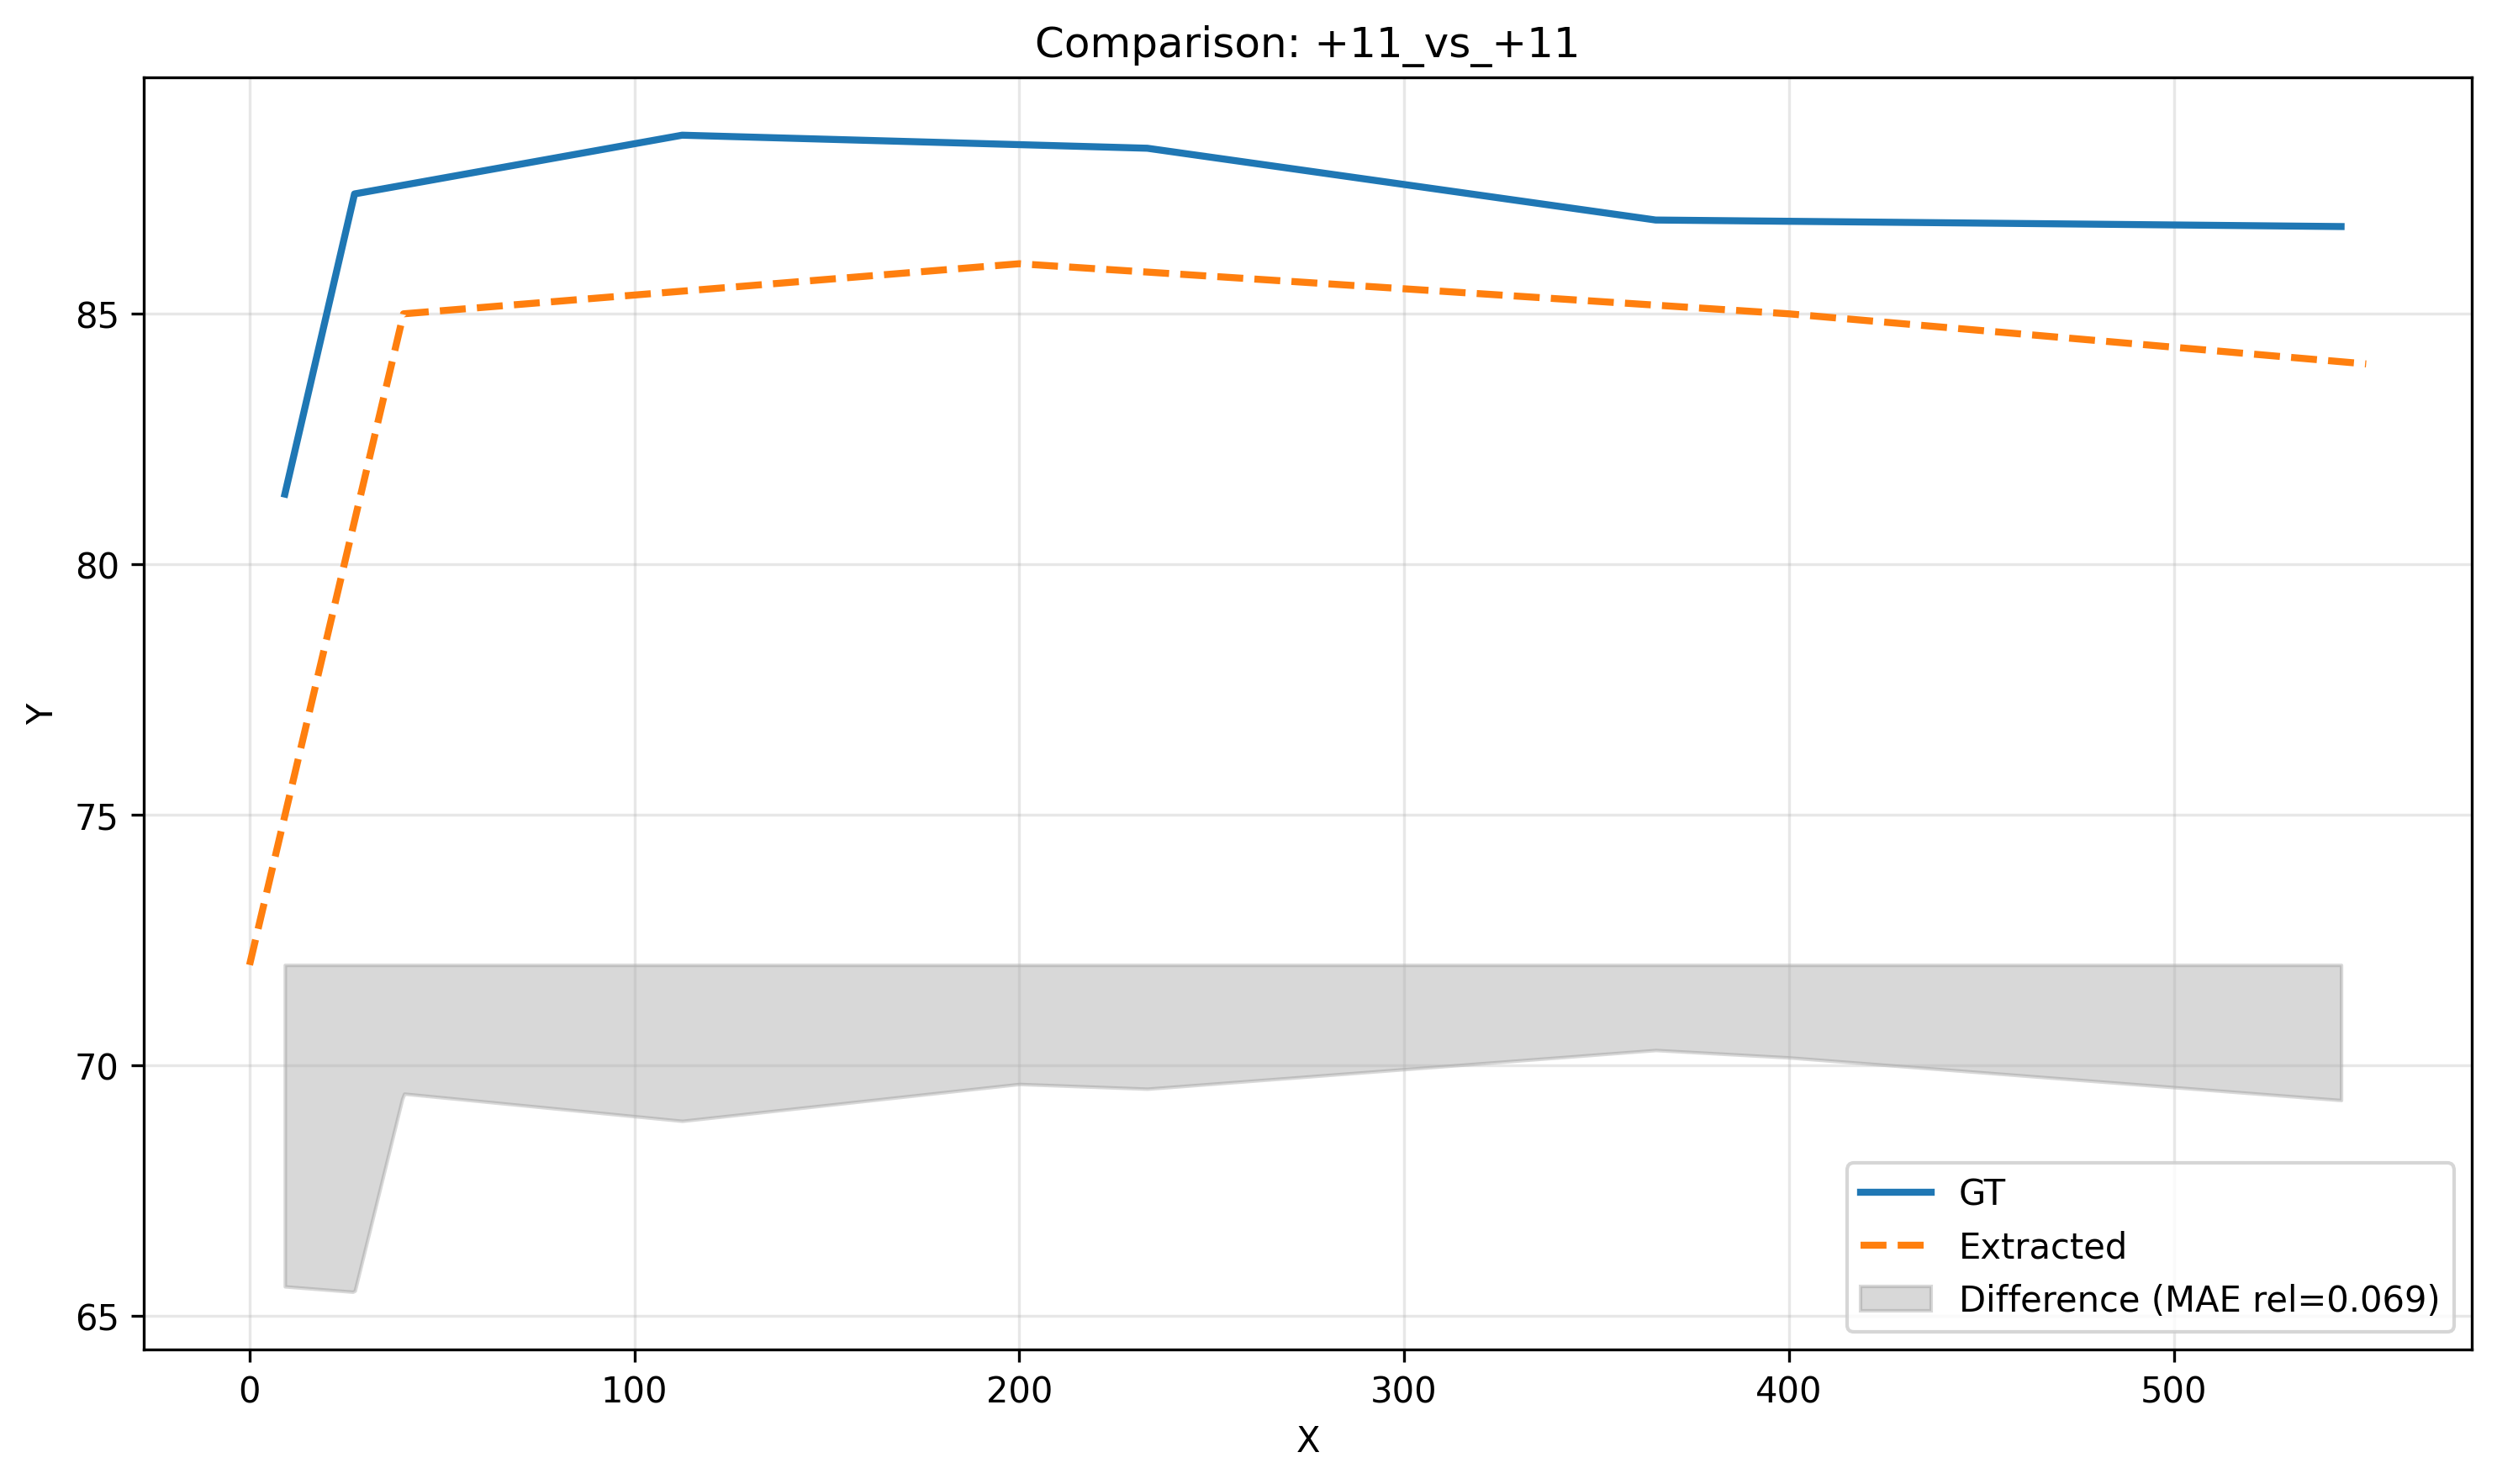 Comparison: +11_vs_+11
Y
85
80
75
70
65
0 100 200 300 400 500
X
GT
Extracted
Difference (MAE rel=0.069)